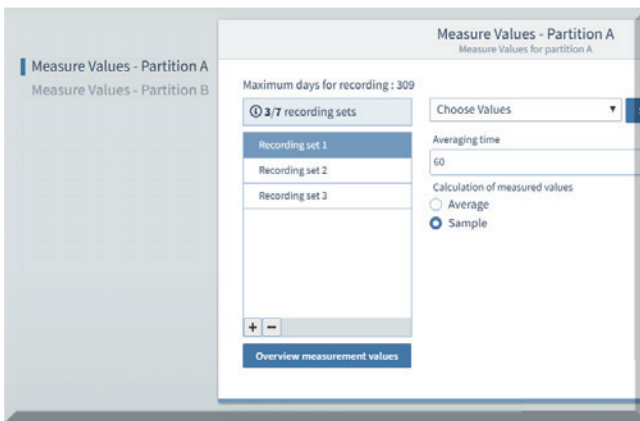 Measure Values - Partition A
Measure Values - Partition B
Measure Values - Partition A
Measure Values for partition A
Maximum days for recording : 309
3/7 recording sets
Recording set 1
Recording set 2
Recording set 3
+ −
Overview measurement values
Choose Values
Averaging time
60
Calculation of measured values
Average
Sample